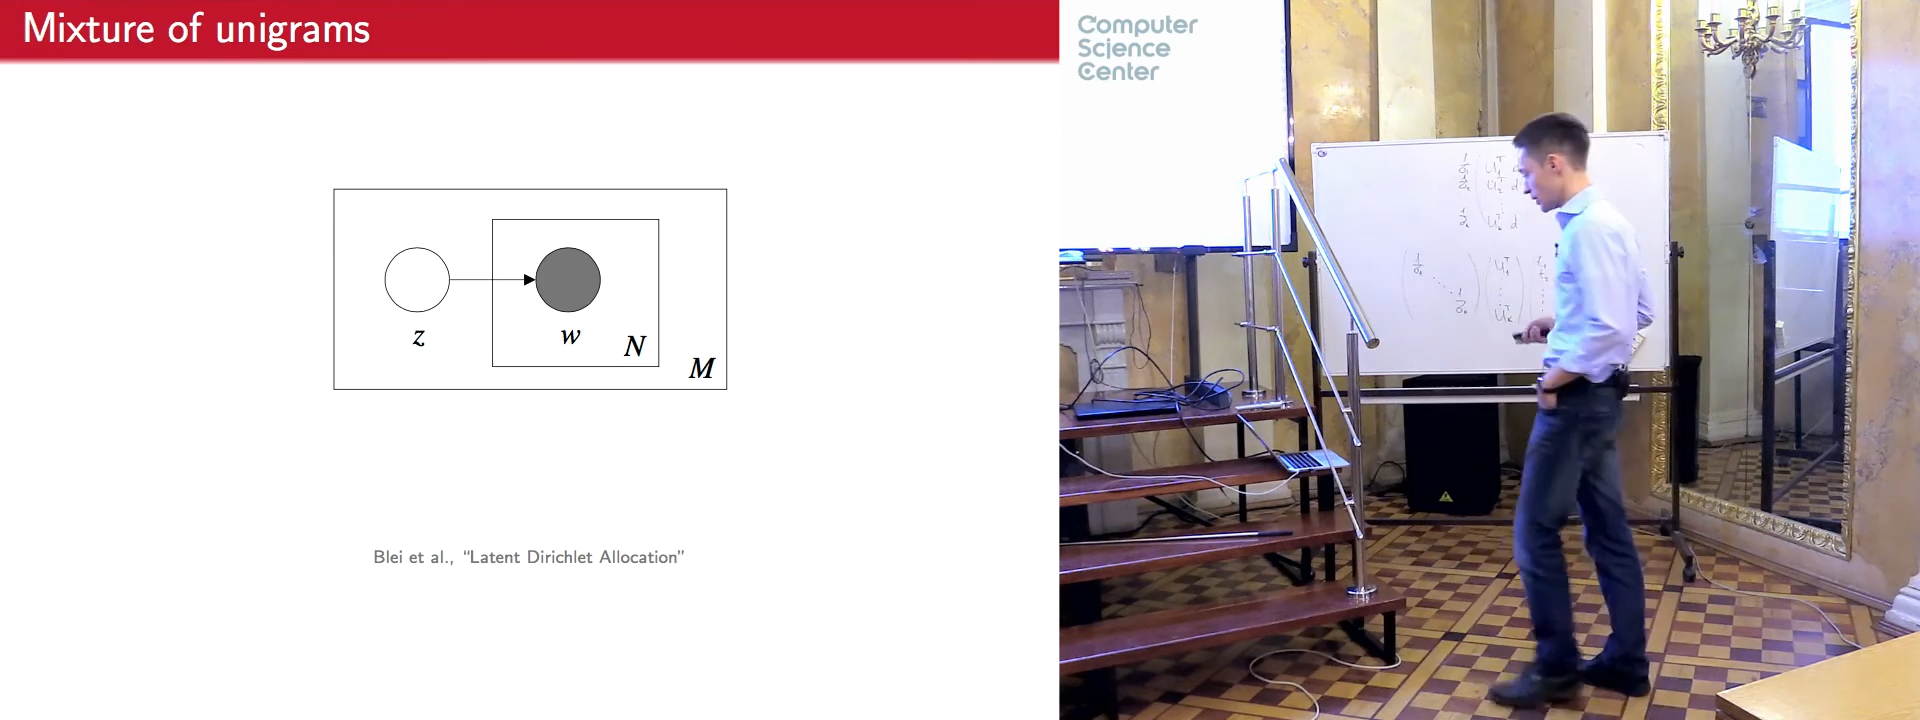 Mixture of unigrams
z
w
N
M
Blei et al., “Latent Dirichlet Allocation”
Computer
Science
Center